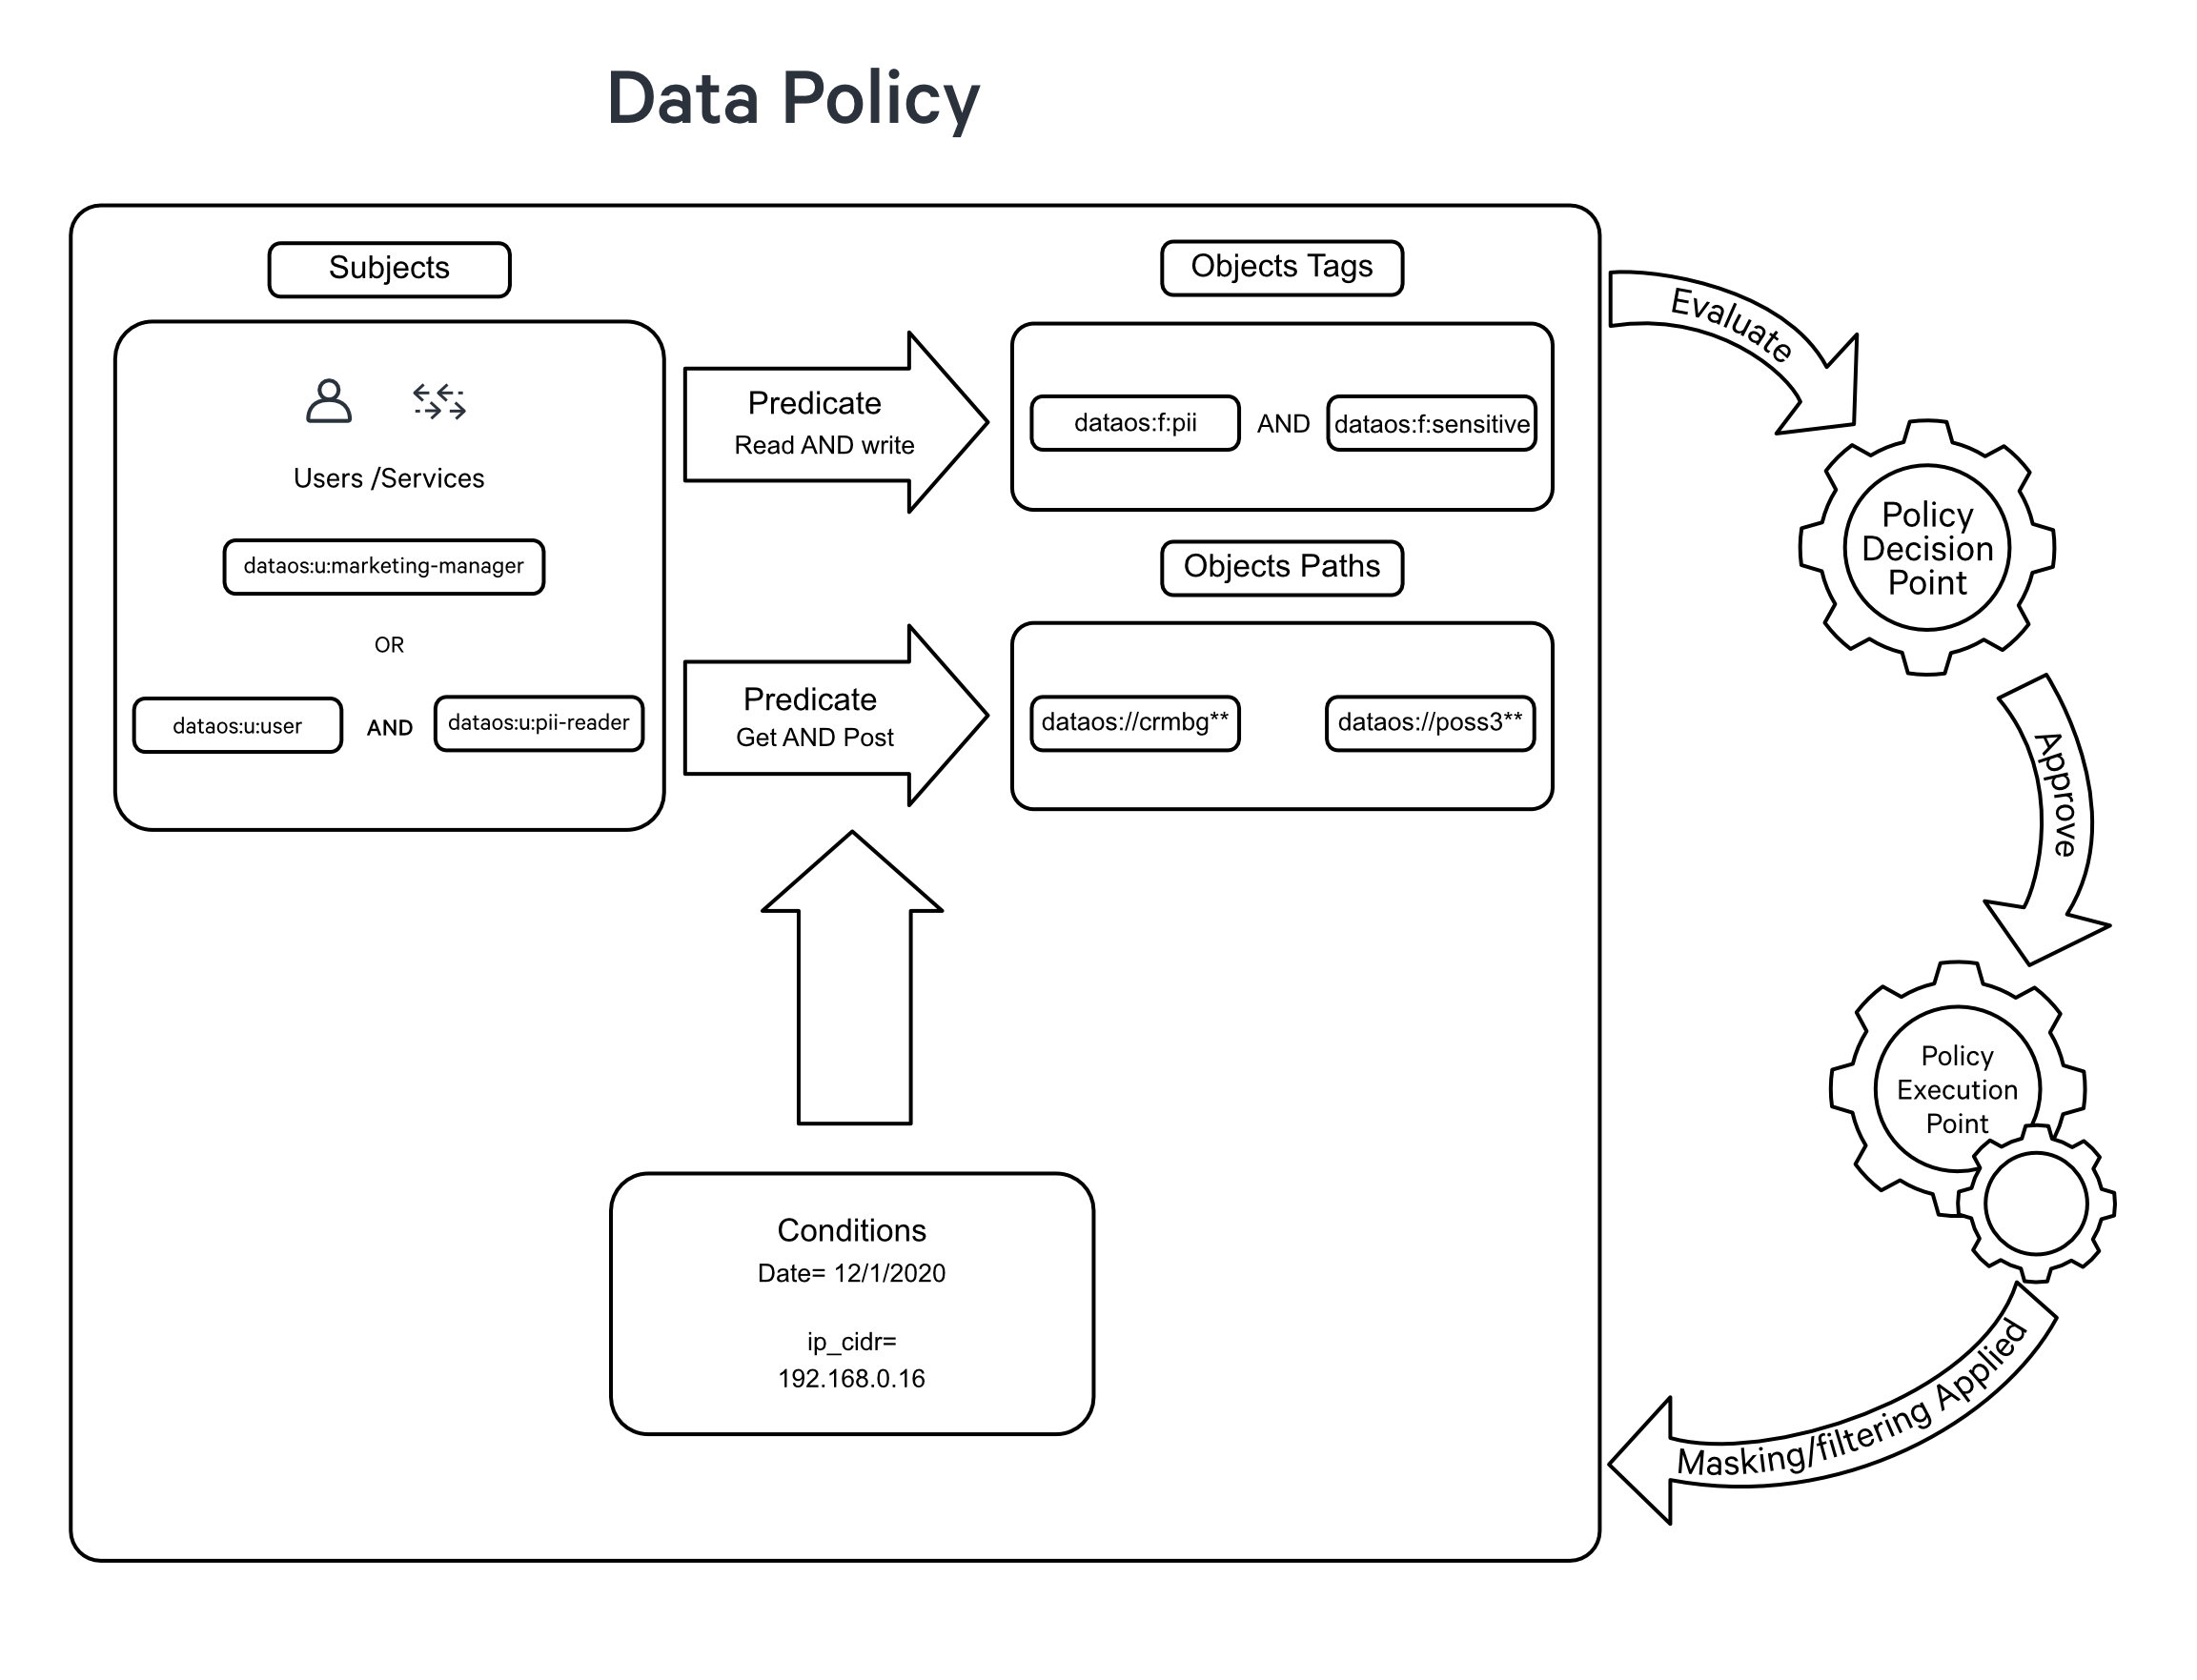 Data Policy
Subjects
Users /Services
dataos:u:marketing-manager
OR
dataos:u:user AND dataos:u:pii-reader
Predicate
Read AND write
Predicate
Get AND Post
Objects Tags
dataos:f:pii AND dataos:f:sensitive
Objects Paths
dataos://crmbg** dataos://poss3**
Conditions
Date= 12/1/2020
ip_cidr=
192.168.0.16
Evaluate
Policy
Decision
Point
Approve
Policy
Execution
Point
Masking/filtering Applied